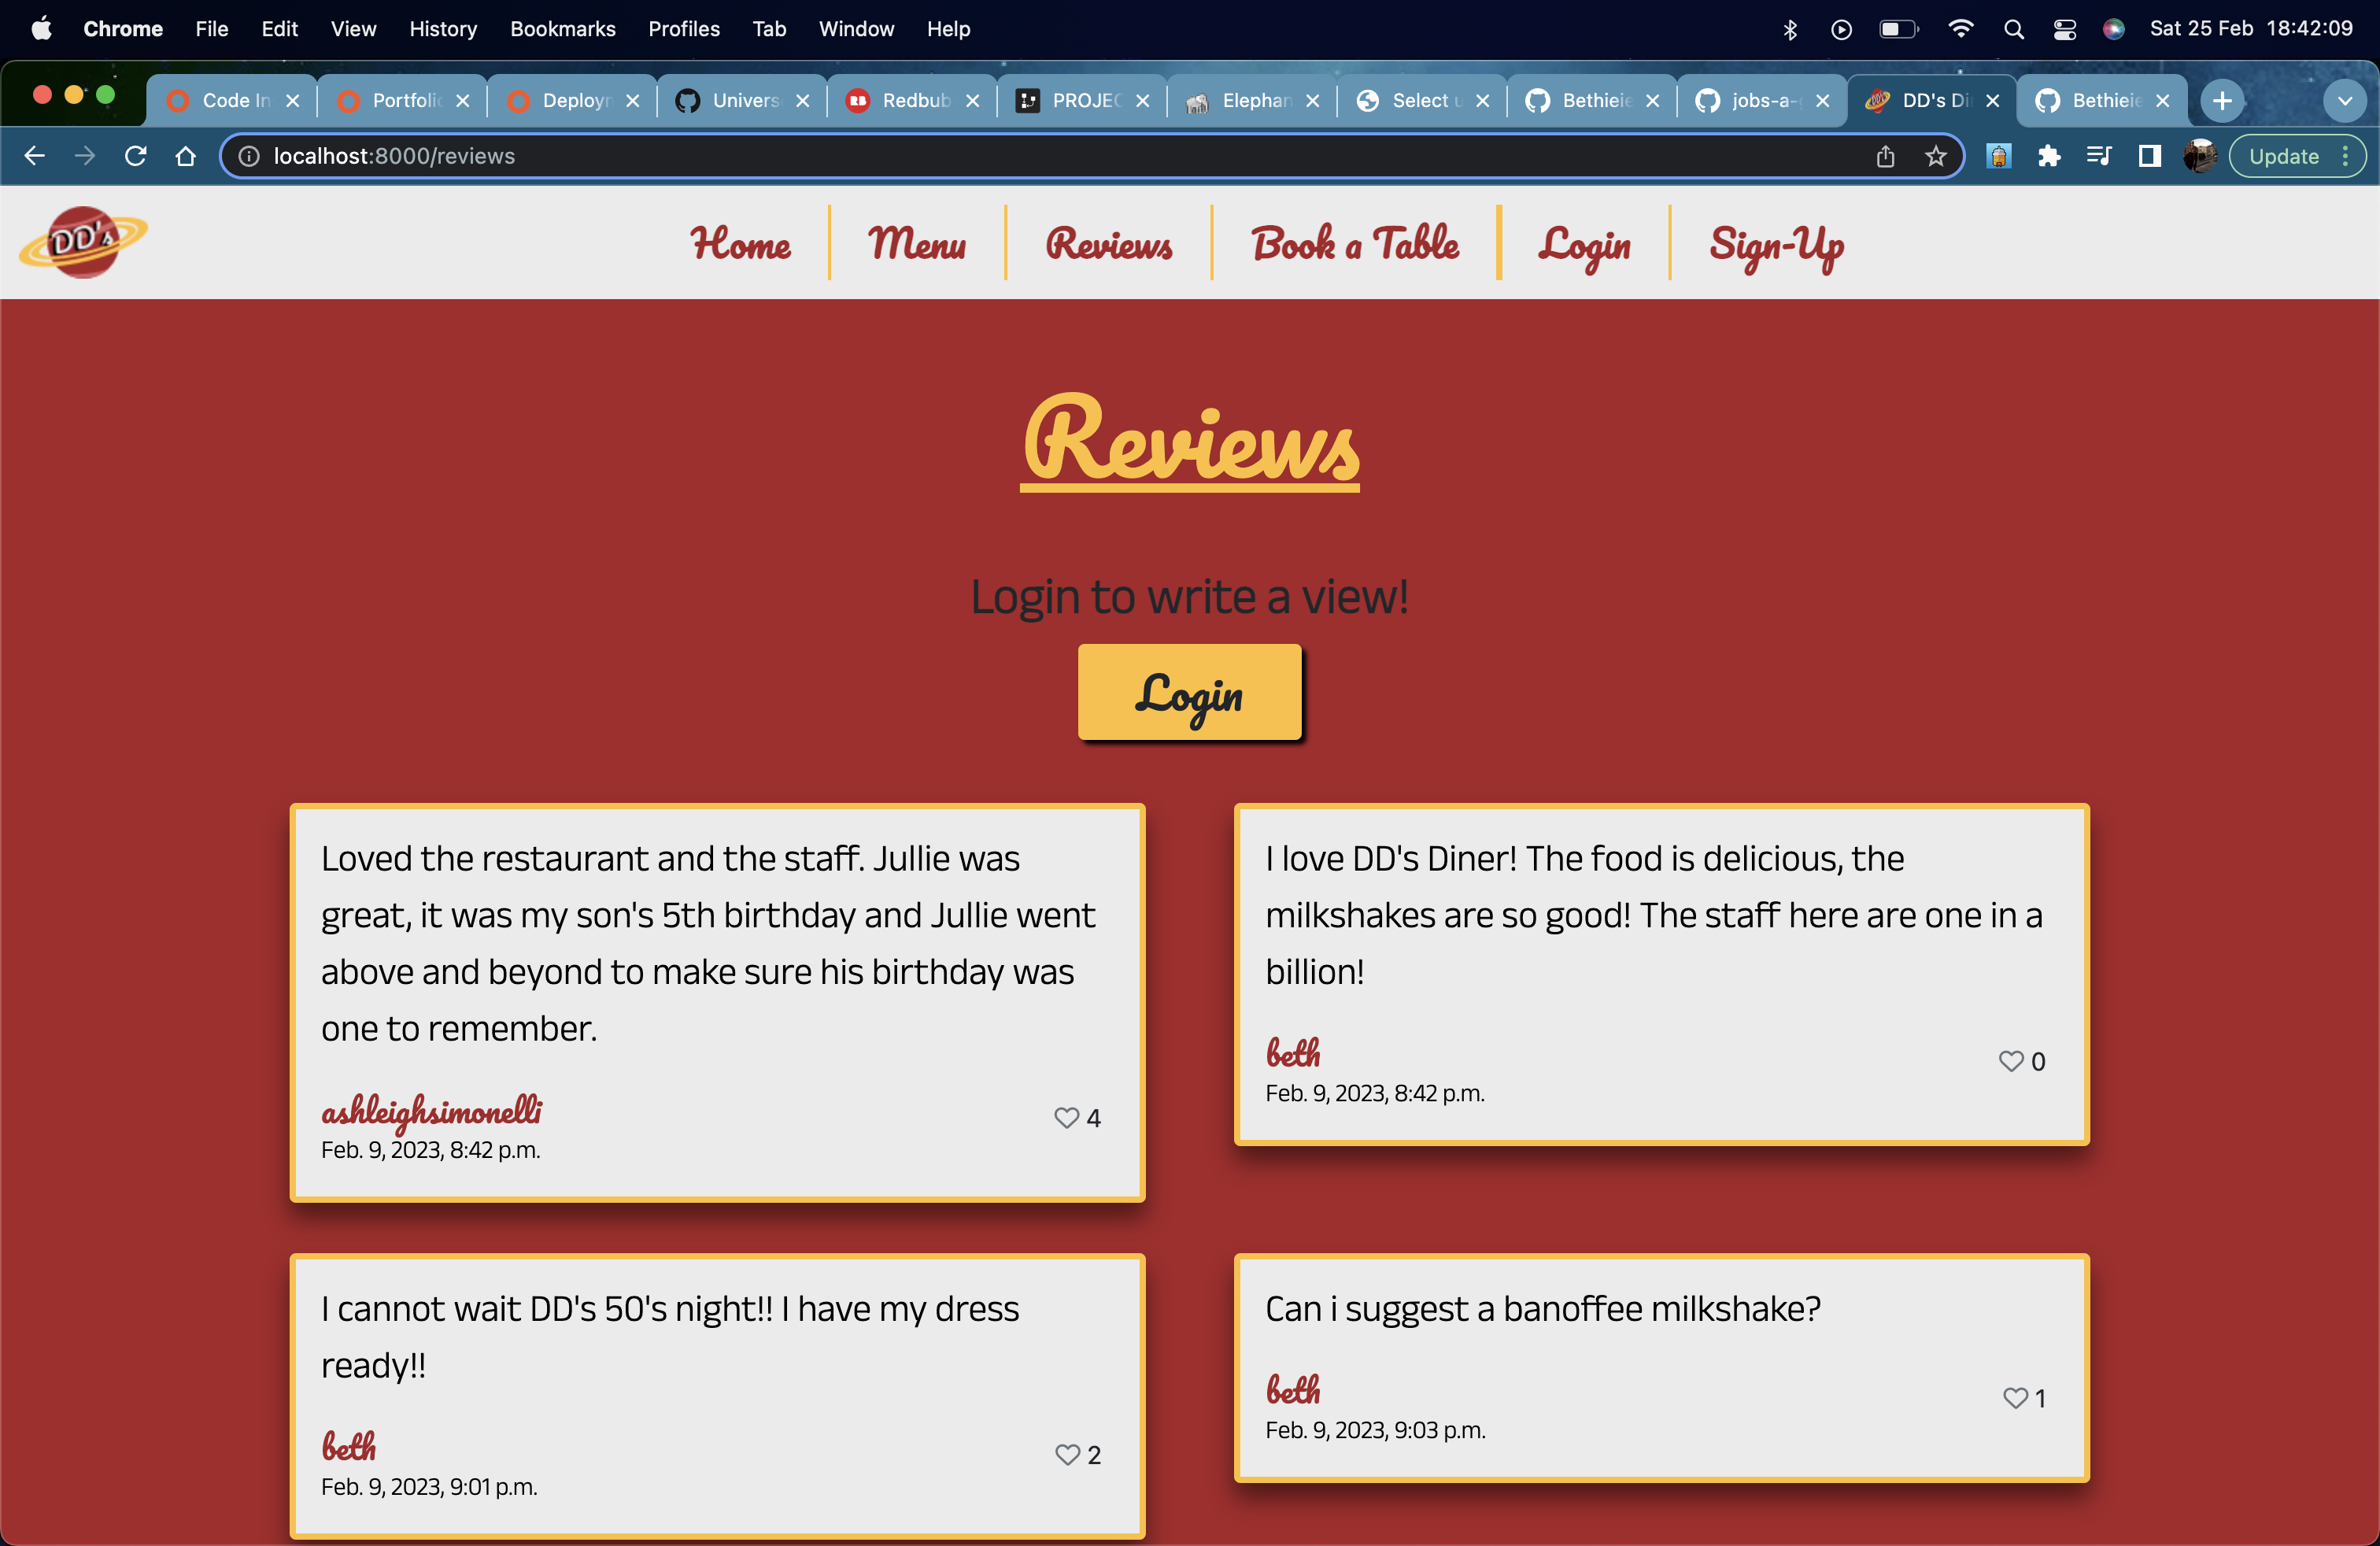 Chrome File Edit View History Bookmarks Profiles Tab Window Help Sat 25 Feb 18:42:09
Code In Portfolio Deploym Univers Redbub PROJEC Elephan Select u Bethieie jobs-a- DD's Di Bethieie
localhost:8000/reviews Update
DD's Home Menu Reviews Book a Table Login Sign-Up
Reviews
Login to write a view!
Login
Loved the restaurant and the staff. Jullie was
great, it was my son's 5th birthday and Jullie went
above and beyond to make sure his birthday was
one to remember.
ashleighsimonelli
4
Feb. 9, 2023, 8:42 p.m.
I love DD's Diner! The food is delicious, the
milkshakes are so good! The staff here are one in a
billion!
beth
0
Feb. 9, 2023, 8:42 p.m.
I cannot wait DD's 50's night!! I have my dress
ready!!
beth
2
Feb. 9, 2023, 9:01 p.m.
Can i suggest a banoffee milkshake?
beth
1
Feb. 9, 2023, 9:03 p.m.